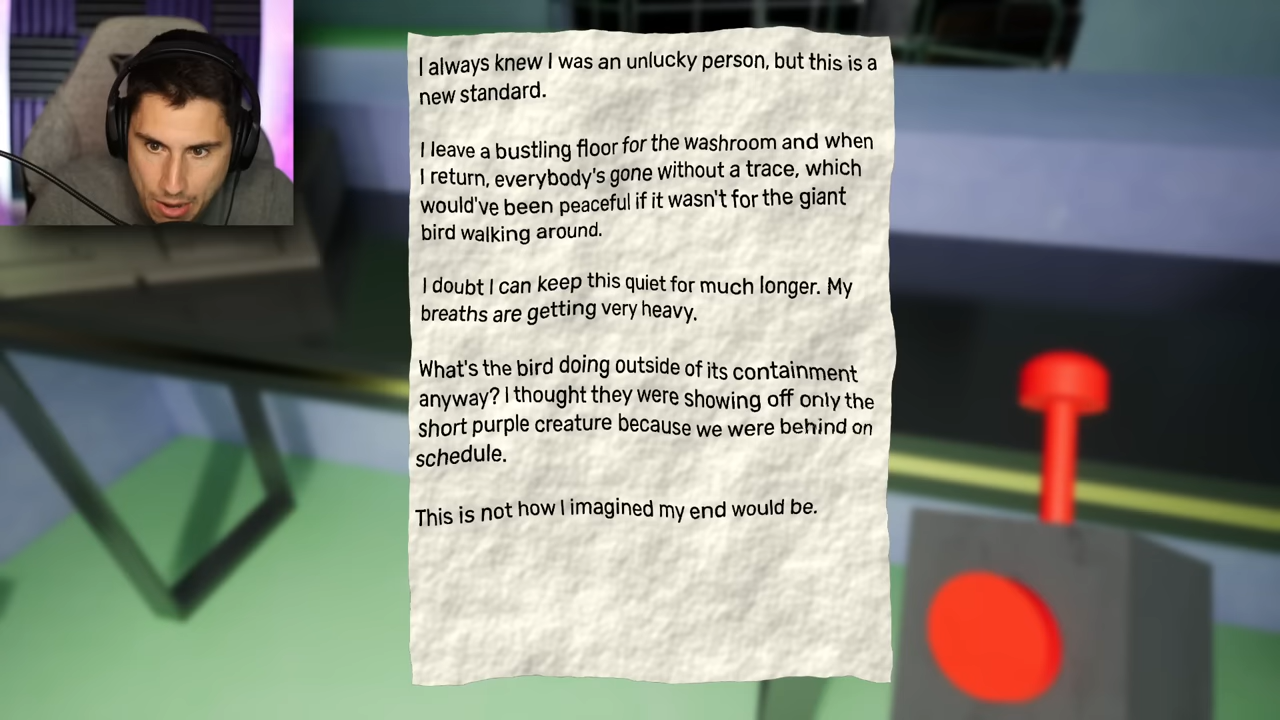 I always knew I was an unlucky person, but this is a
new standard.
I leave a bustling floor for the washroom and when
I return, everybody's gone without a trace, which
would've been peaceful if it wasn't for the giant
bird walking around.
I doubt I can keep this quiet for much longer. My
breaths are getting very heavy.
What's the bird doing outside of its containment
anyway? I thought they were showing off only the
short purple creature because we were behind on
schedule.
This is not how I imagined my end would be.